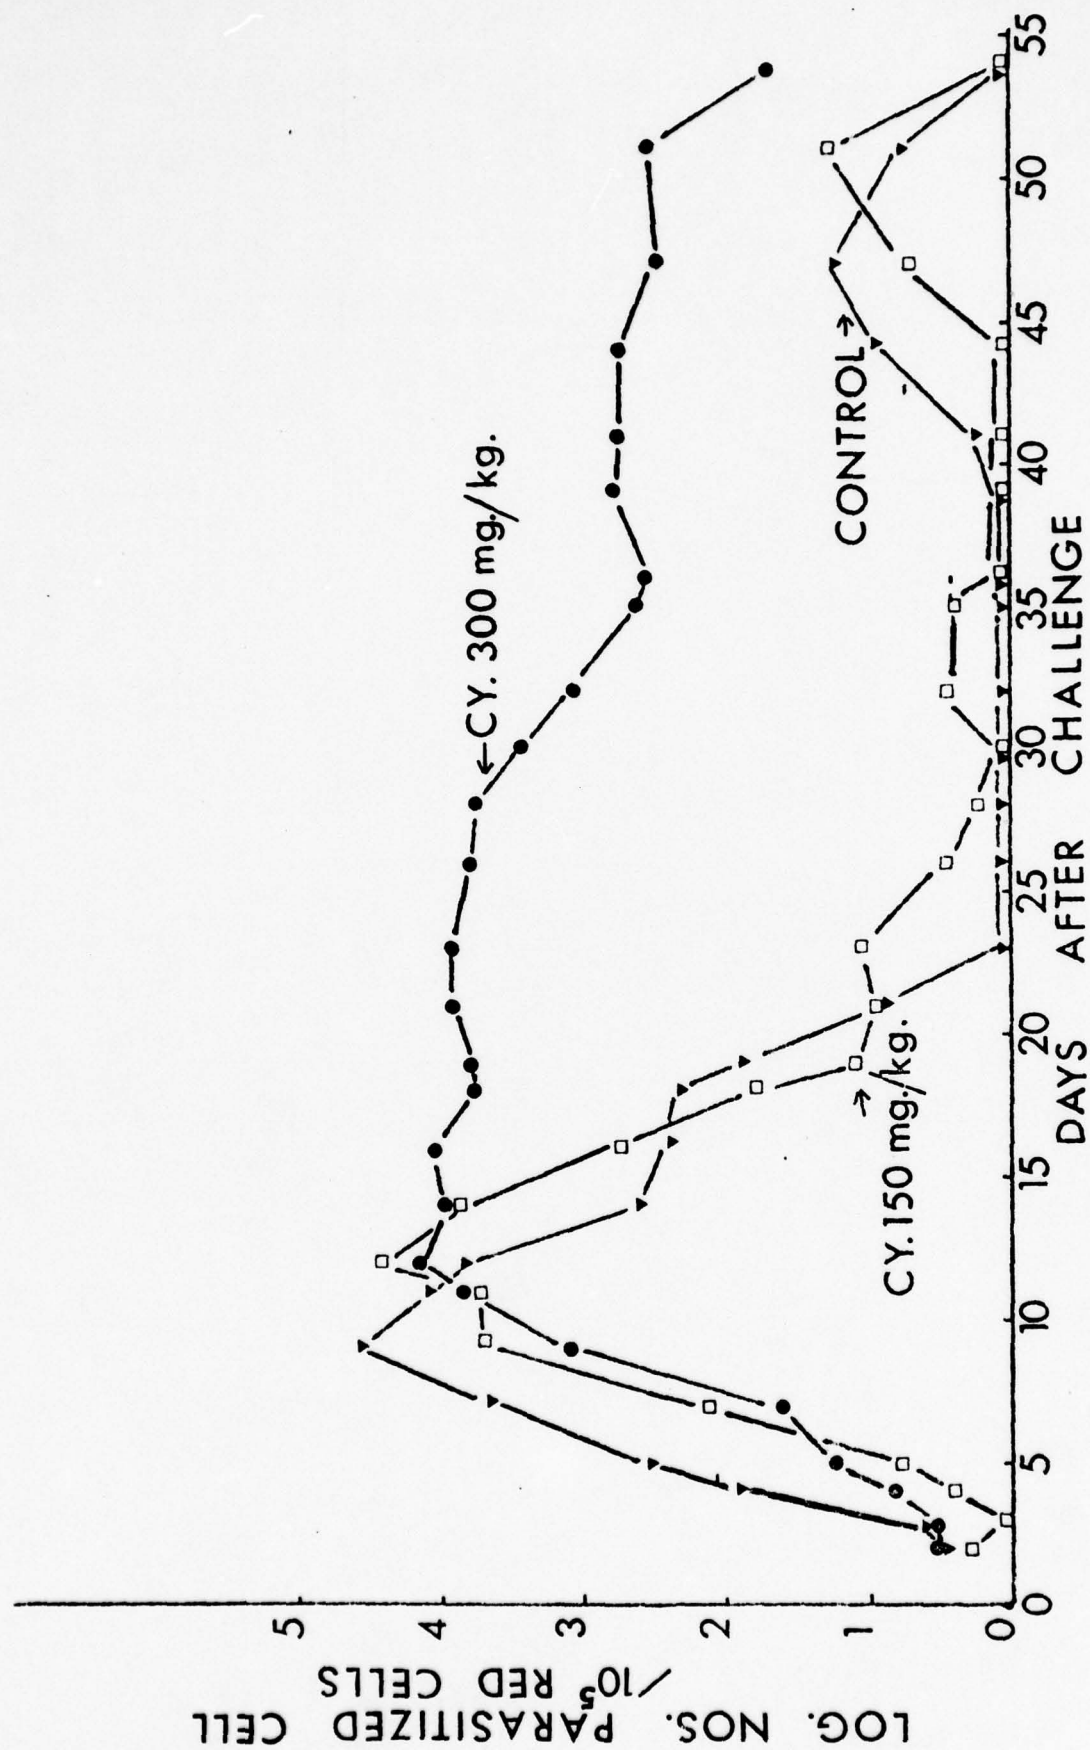 LOG. NOS. PARASITIZED CELL
/10⁵ RED CELLS
5
4
3
2
1
0
←CY. 300 mg./kg.
CONTROL→
CY.150 mg./kg.
0 5 10 15 20 25 30 35 40 45 50 55
DAYS AFTER CHALLENGE